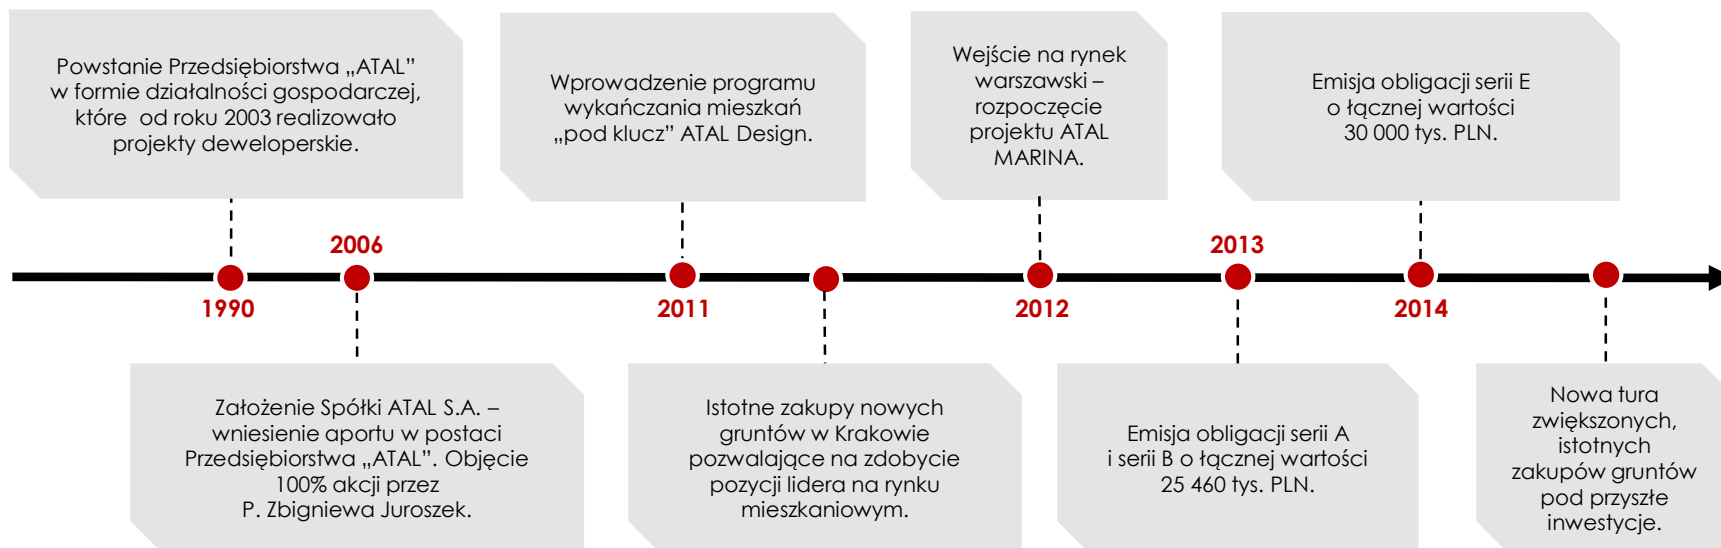 Powstanie Przedsiębiorstwa „ATAL”
w formie działalności gospodarczej,
które od roku 2003 realizowało
projekty deweloperskie.
Wprowadzenie programu
wykańczania mieszkań
„pod klucz” ATAL Design.
Wejście na rynek
warszawski –
rozpoczęcie
projektu ATAL
MARINA.
Emisja obligacji serii E
o łącznej wartości
30 000 tys. PLN.
2006
2013
1990
2011
2012
2014
Założenie Spółki ATAL S.A. –
wniesienie aportu w postaci
Przedsiębiorstwa „ATAL”. Objęcie
100% akcji przez
P. Zbigniewa Juroszek.
Istotne zakupy nowych
gruntów w Krakowie
pozwalające na zdobycie
pozycji lidera na rynku
mieszkaniowym.
Emisja obligacji serii A
i serii B o łącznej wartości
25 460 tys. PLN.
Nowa tura
zwiększonych,
istotnych
zakupów gruntów
pod przyszłe
inwestycje.